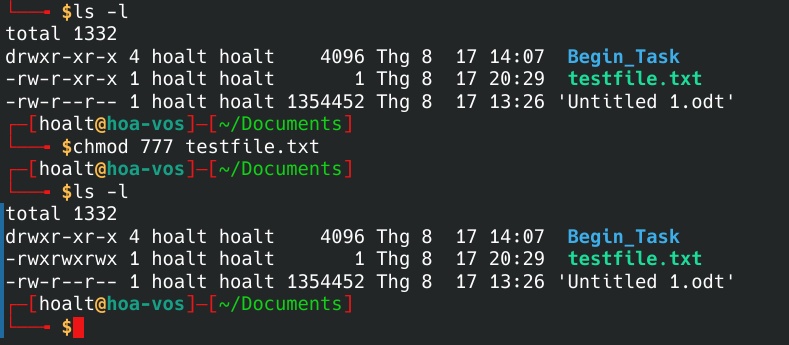 └──╼ $ls -l
total 1332
drwxr-xr-x 4 hoalt hoalt    4096 Thg 8  17 14:07  Begin_Task
-rw-r-xr-x 1 hoalt hoalt       1 Thg 8  17 20:29  testfile.txt
-rw-r--r-- 1 hoalt hoalt 1354452 Thg 8  17 13:26 'Untitled 1.odt'
┌─[hoalt@hoa-vos]─[~/Documents]
└──╼ $chmod 777 testfile.txt
┌─[hoalt@hoa-vos]─[~/Documents]
└──╼ $ls -l
total 1332
drwxr-xr-x 4 hoalt hoalt    4096 Thg 8  17 14:07  Begin_Task
-rwxrwxrwx 1 hoalt hoalt       1 Thg 8  17 20:29  testfile.txt
-rw-r--r-- 1 hoalt hoalt 1354452 Thg 8  17 13:26 'Untitled 1.odt'
┌─[hoalt@hoa-vos]─[~/Documents]
└──╼ $